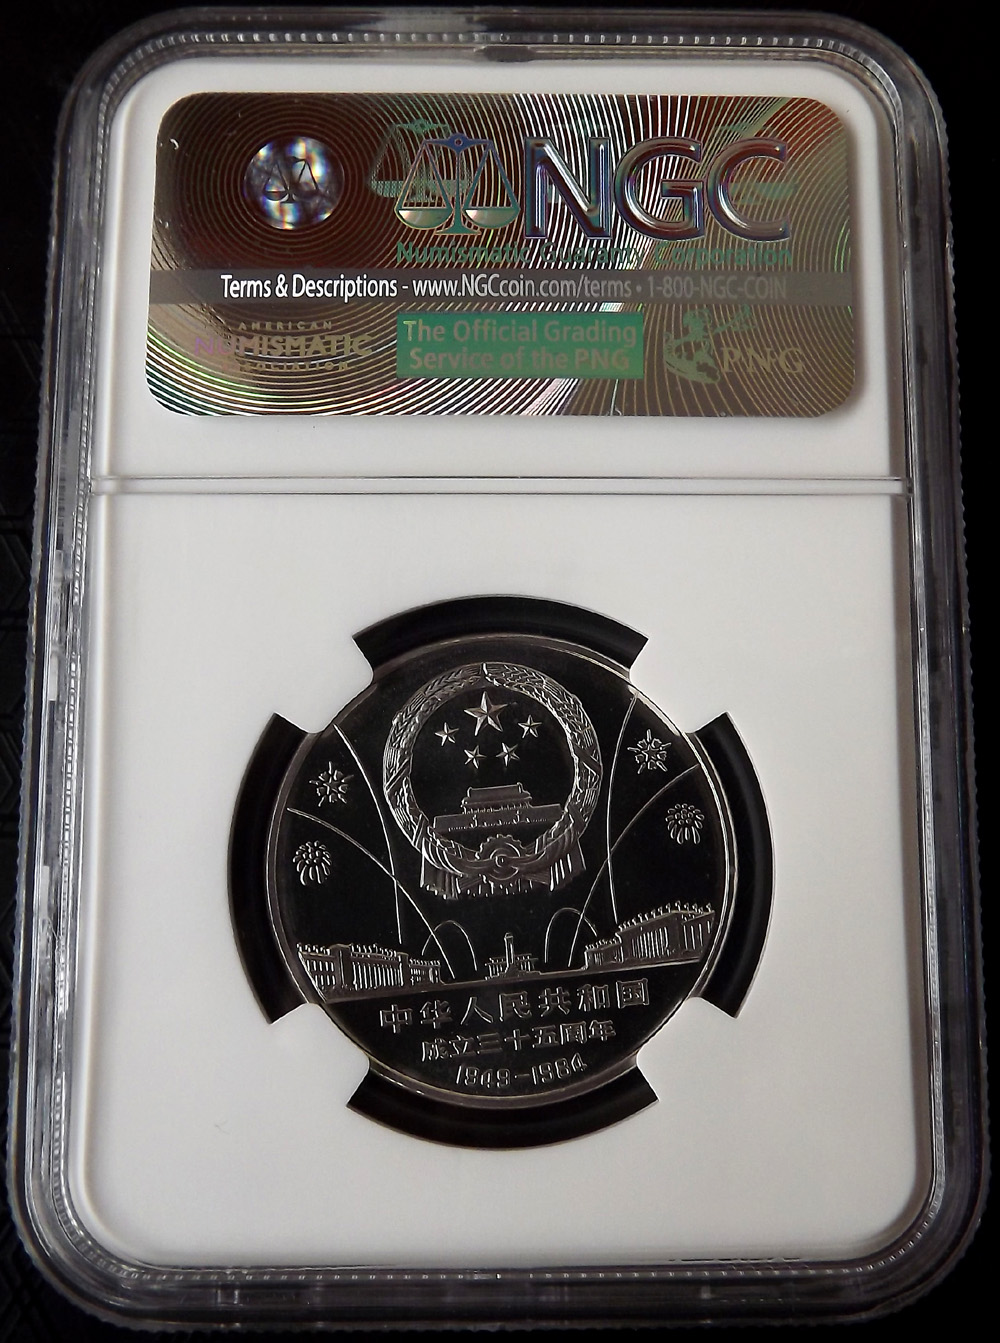 NGC
Numismatic Guaranty Corporation
Terms & Descriptions - www.NGCcoin.com/terms • 1-800-NGC-COIN
AMERICAN
NUMISMATIC
ASSOCIATION
The Official Grading
Service of the PNG
PNG
中华人民共和国
成立三十五周年
1949-1984